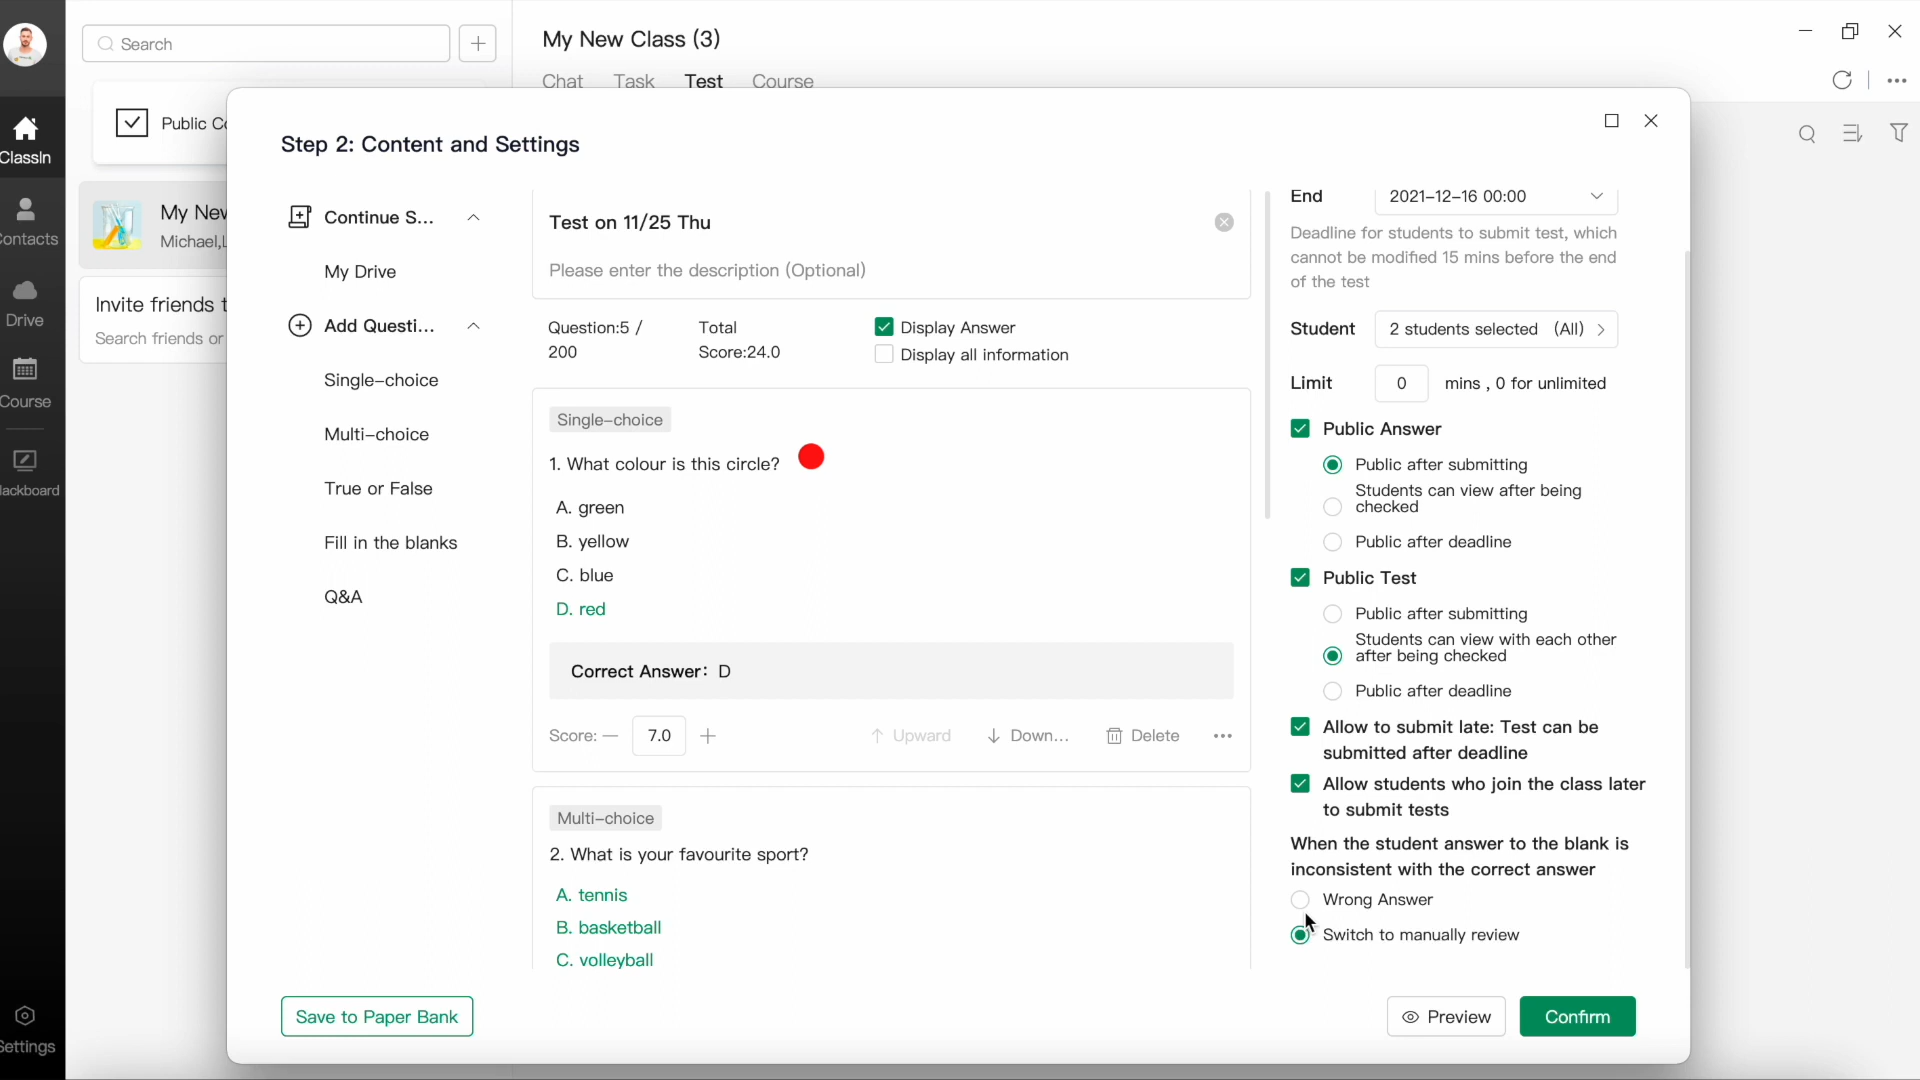 Search
My New Class (3)
Chat Task Test Course
ClassIn
ontacts
Drive
Course
lackboard
ettings
Public Co
My New
Michael,L
Invite friends t
Search friends or
Step 2: Content and Settings
Continue S...
My Drive
Add Questi...
Single-choice
Multi-choice
True or False
Fill in the blanks
Q&A
Test on 11/25 Thu
Please enter the description (Optional)
Question:5 /
200
Total
Score:24.0
Display Answer
Display all information
Single-choice
1. What colour is this circle?
A. green
B. yellow
C. blue
D. red
Correct Answer: D
Score: 7.0 Upward Down... Delete
Multi-choice
2. What is your favourite sport?
A. tennis
B. basketball
C. volleyball
End 2021-12-16 00:00
Deadline for students to submit test, which
cannot be modified 15 mins before the end
of the test
Student 2 students selected (All)
Limit 0 mins , 0 for unlimited
Public Answer
Public after submitting
Students can view after being
checked
Public after deadline
Public Test
Public after submitting
Students can view with each other
after being checked
Public after deadline
Allow to submit late: Test can be
submitted after deadline
Allow students who join the class later
to submit tests
When the student answer to the blank is
inconsistent with the correct answer
Wrong Answer
Switch to manually review
Save to Paper Bank
Preview
Confirm